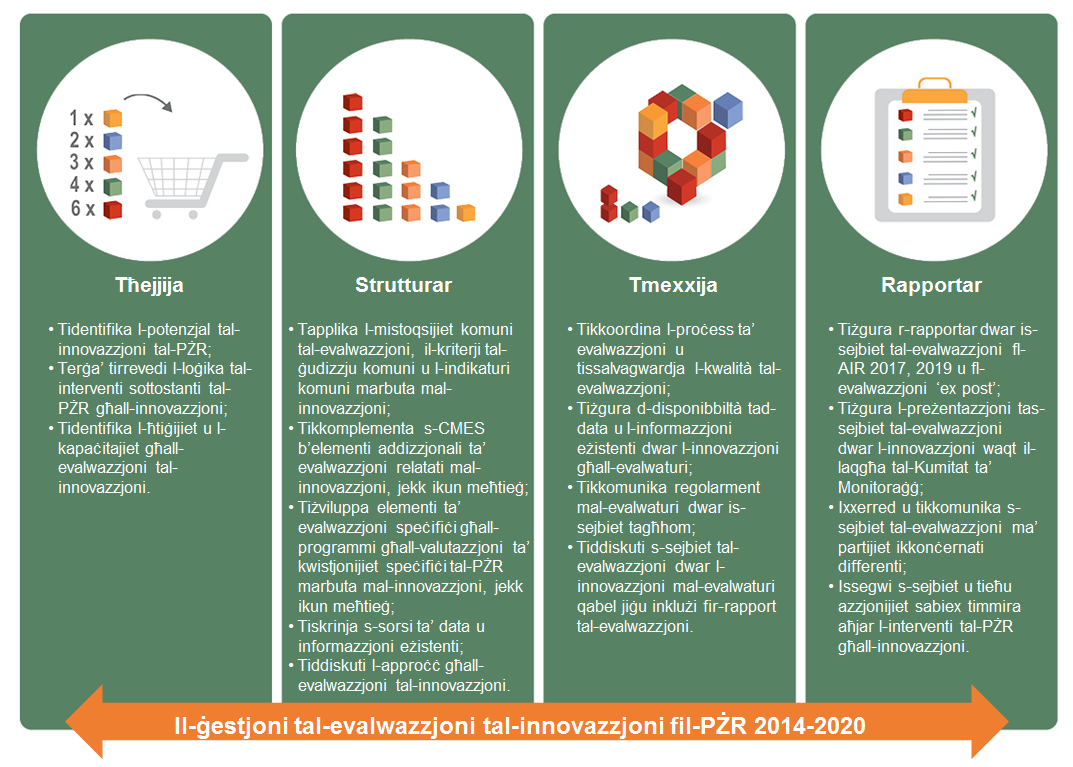 1 x
2 x
3 x
4 x
6 x
Tħejjija
• Tidentifika l-potenzjal tal-
innovazzjoni tal-PŻR;
• Terġa’ tirrevedi l-loġika tal-
interventi sottostanti tal-
PŻR għall-innovazzjoni;
• Tidentifika l-ħtiġijiet u l-
kapaċitajiet għall-
evalwazzjoni tal-
innovazzjoni.
Strutturar
• Tapplika l-mistoqsijiet komuni
tal-evalwazzjoni, il-kriterji tal-
ġudizzju komuni u l-indikaturi
komuni marbuta mal-
innovazzjoni;
• Tikkomplementa s-CMES
b’elementi addizzjonali ta’
evalwazzjoni relatati mal-
innovazzjoni, jekk ikun meħtieġ;
• Tiżviluppa elementi ta’
evalwazzjoni speċifiċi għall-
programmi għall-valutazzjoni ta’
kwistjonijiet speċifiċi tal-PŻR
marbuta mal-innovazzjoni, jekk
ikun meħtieġ;
• Tiskrinja s-sorsi ta’ data u
informazzjoni eżistenti;
• Tiddiskuti l-approċċ għall-
evalwazzjoni tal-innovazzjoni.
Tmexxija
• Tikkoordina l-proċess ta’
evalwazzjoni u
tissalvagwardja l-kwalità tal-
evalwazzjoni;
• Tiżgura d-disponibbiltà tad-
data u l-informazzjoni
eżistenti dwar l-innovazzjoni
għall-evalwaturi;
• Tikkomunika regolarment
mal-evalwaturi dwar is-
sejbiet tagħhom;
• Tiddiskuti s-sejbiet tal-
evalwazzjoni dwar l-
innovazzjoni mal-evalwaturi
qabel jiġu inklużi fir-rapport
tal-evalwazzjoni.
Rapportar
• Tiżgura r-rapportar dwar is-
sejbiet tal-evalwazzjoni fl-
AIR 2017, 2019 u fl-
evalwazzjoni ‘ex post’;
• Tiżgura l-preżentazzjoni tas-
sejbiet tal-evalwazzjoni
dwar l-innovazzjoni waqt il-
laqgħa tal-Kumitat ta’
Monitoraġġ;
• Ixxerred u tikkomunika s-
sejbiet tal-evalwazzjoni ma’
partijiet ikkonċernati
differenti;
• Issegwi s-sejbiet u tieħu
azzjonijiet sabiex timmira
aħjar l-interventi tal-PŻR
għall-innovazzjoni.
Il-ġestjoni tal-evalwazzjoni tal-innovazzjoni fil-PŻR 2014-2020